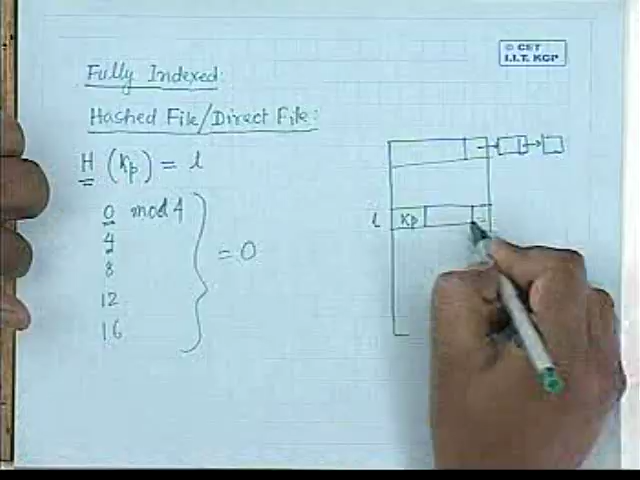 © CET
I.I.T. KGP
Fully Indexed:
Hashed File/Direct File:
H (Kp) = l
0 mod 4
4
8
12
16
= 0
l Kp